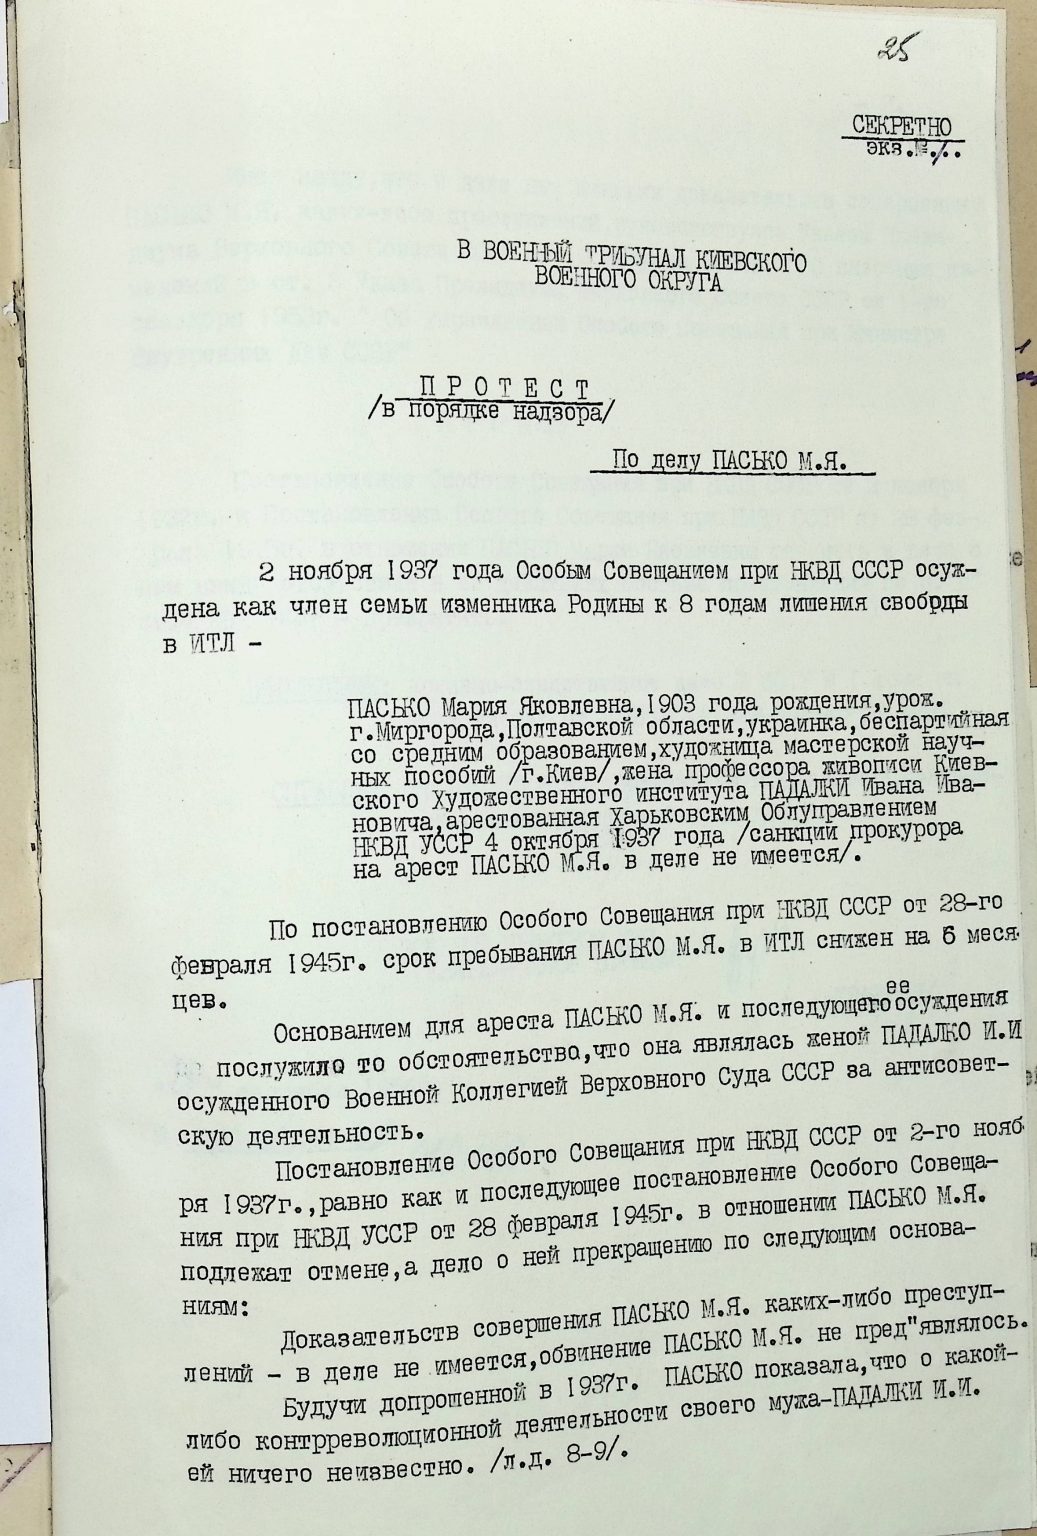 25
СЕКРЕТНО
экз.№.1..
В ВОЕННЫЙ ТРИБУНАЛ КИЕВСКОГО
ВОЕННОГО ОКРУГА
П Р О Т Е С Т
/в порядке надзора/
По делу ПАСЬКО М.Я.
2 ноября 1937 года Особым Совещанием при НКВД СССР осуж-
дена как член семьи изменника Родины к 8 годам лишения свободы
в ИТЛ -
ПАСЬКО Мария Яковлевна,1903 года рождения,урож.
г.Миргорода,Полтавской области,украинка,беспартийная
со средним образованием,художница мастерской науч-
ных пособий /г.Киев/,жена профессора живописи Киев-
ского Художественного института ПАДАЛКИ Ивана Ива-
новича,арестованная Харьковским Облуправлением
НКВД УССР 4 октября 1937 года /санкции прокурора
на арест ПАСЬКО М.Я. в деле не имеется/.
По постановлению Особого Совещания при НКВД СССР от 28-го
февраля 1945г. срок пребывания ПАСЬКО М.Я. в ИТЛ снижен на 6 меся-
цев.
Основанием для ареста ПАСЬКО М.Я. и последующего ее осуждения
послужило то обстоятельство,что она являлась женой ПАДАЛКО И.И
осужденного Военной Коллегией Верховного Суда СССР за антисовет-
скую деятельность.
Постановление Особого Совещания при НКВД СССР от 2-го нояб-
ря 1937г.,равно как и последующее постановление Особого Совеща-
ния при НКВД УССР от 28 февраля 1945г. в отношении ПАСЬКО М.Я.
подлежат отмене,а дело о ней прекращению по следующим основа-
ниям:
Доказательств совершения ПАСЬКО М.Я. каких-либо преступ-
лений - в деле не имеется,обвинение ПАСЬКО М.Я. не пред"являлось.
Будучи допрошенной в 1937г. ПАСЬКО показала,что о какой-
либо контрреволюционной деятельности своего мужа-ПАДАЛКИ И.И.
ей ничего неизвестно. /л.д. 8-9/.